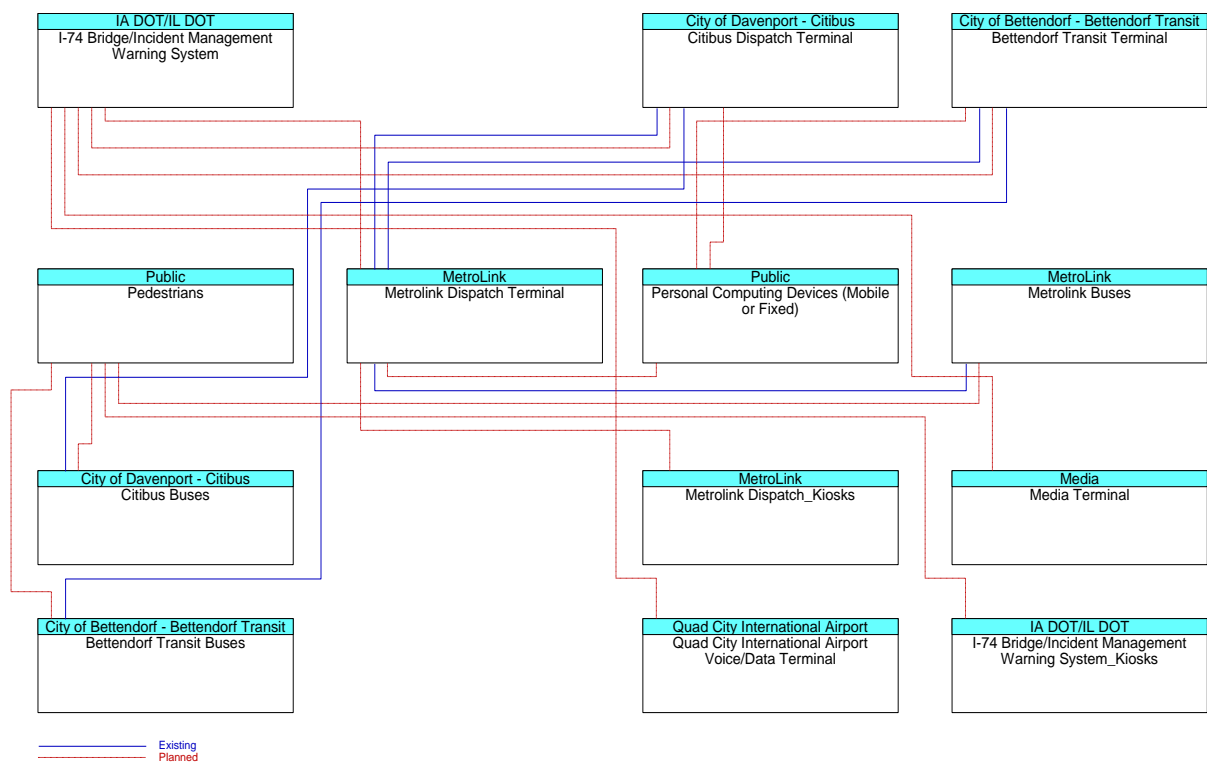 IA DOT/IL DOT
I-74 Bridge/Incident Management
Warning System
City of Davenport - Citibus
Citibus Dispatch Terminal
City of Bettendorf - Bettendorf Transit
Bettendorf Transit Terminal
Public
Pedestrians
MetroLink
Metrolink Dispatch Terminal
Public
Personal Computing Devices (Mobile
or Fixed)
MetroLink
Metrolink Buses
City of Davenport - Citibus
Citibus Buses
MetroLink
Metrolink Dispatch_Kiosks
Media
Media Terminal
City of Bettendorf - Bettendorf Transit
Bettendorf Transit Buses
Quad City International Airport
Quad City International Airport
Voice/Data Terminal
IA DOT/IL DOT
I-74 Bridge/Incident Management
Warning System_Kiosks
Existing
Planned